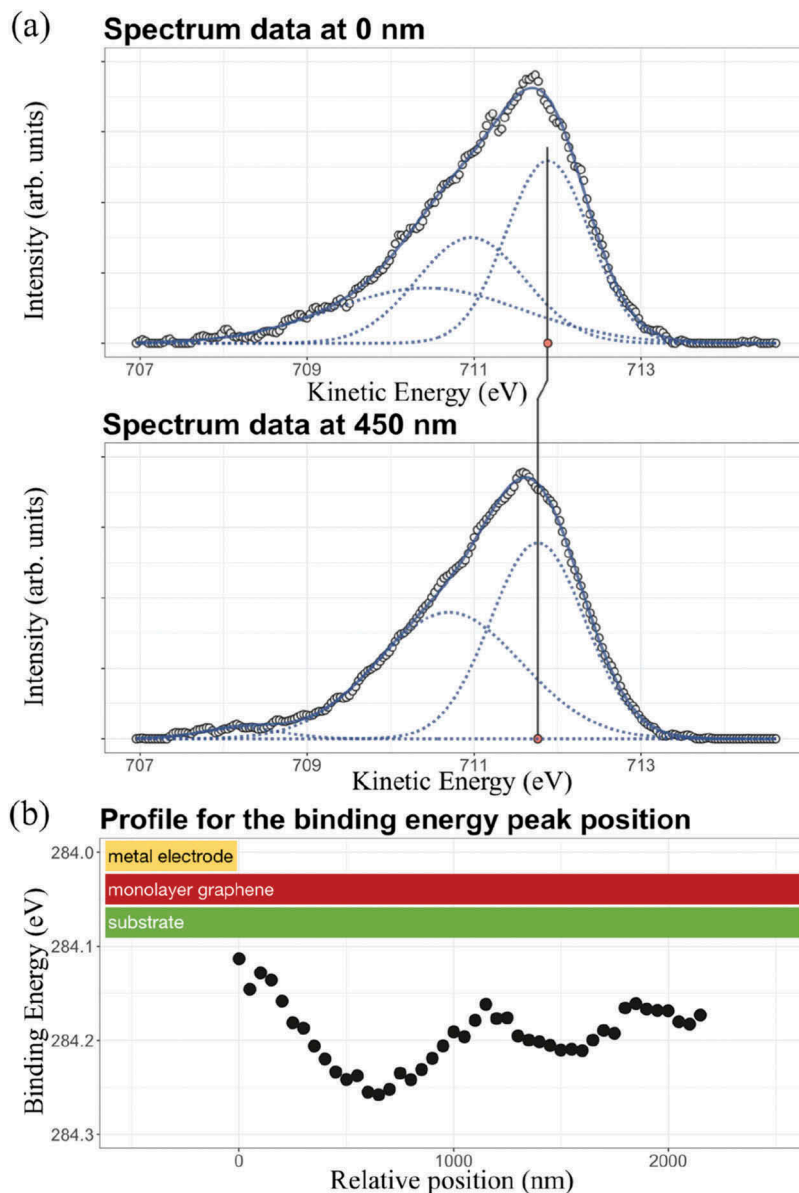 (a)
Spectrum data at 0 nm
Intensity (arb. units)
707 709 711 713
Kinetic Energy (eV)
Spectrum data at 450 nm
Intensity (arb. units)
707 709 711 713
Kinetic Energy (eV)
(b)
Profile for the binding energy peak position
Binding Energy (eV)
284.0
metal electrode
monolayer graphene
substrate
284.1
284.2
284.3
0 1000 2000
Relative position (nm)